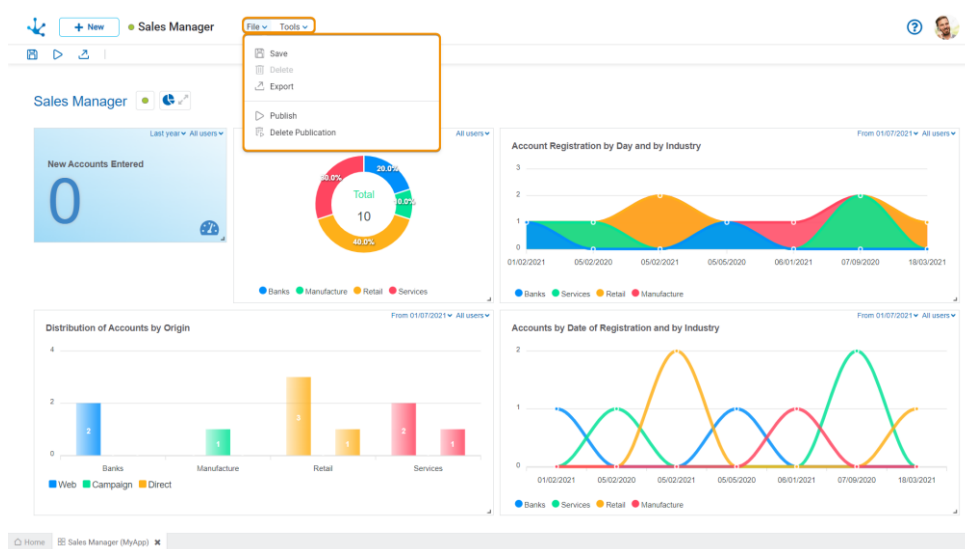 + New
Sales Manager
File
Tools
Save
Delete
Export
Publish
Delete Publication
Sales Manager
Last year All users
New Accounts Entered
0
All users
20.0%
10.0%
40.0%
30.0%
Total
10
Banks Manufacture Retail Services
From 01/07/2021 All users
Account Registration by Day and by Industry
3
2
1
0
01/02/2021 05/02/2020 05/02/2021 05/05/2020 06/01/2021 07/09/2020 18/03/2021
Banks Services Retail Manufacture
From 01/07/2021 All users
Distribution of Accounts by Origin
4
2
0
2
1
3
1
2
1
Banks Manufacture Retail Services
Web Campaign Direct
From 01/07/2021 All users
Accounts by Date of Registration and by Industry
2
1
0
01/02/2021 05/02/2020 05/02/2021 05/05/2020 06/01/2021 07/09/2020 18/03/2021
Banks Services Retail Manufacture
Home
Sales Manager (MyApp)